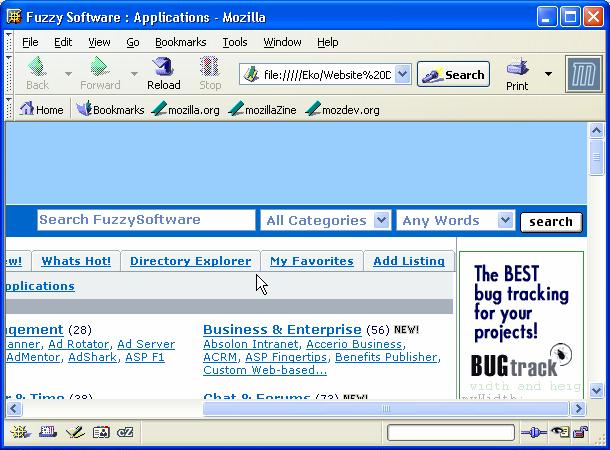 Fuzzy Software : Applications - Mozilla
File Edit View Go Bookmarks Tools Window Help
Back Forward Reload Stop file://///Eko/Website%20D Search Print
Home Bookmarks mozilla.org mozillaZine mozdev.org
Search FuzzySoftware All Categories Any Words search
ew! Whats Hot! Directory Explorer My Favorites Add Listing
pplications
The BEST
bug tracking
for your
projects!
BUGtrack
width and heig
myWidth:
agement (28)
anner, Ad Rotator, Ad Server
AdMentor, AdShark, ASP F1
Business & Enterprise (56) NEW!
Absolon Intranet, Accerio Business,
ACRM, ASP Fingertips, Benefits Publisher,
Custom Web-based...
r & Time (38)
Chat & Forums (73) NEW!